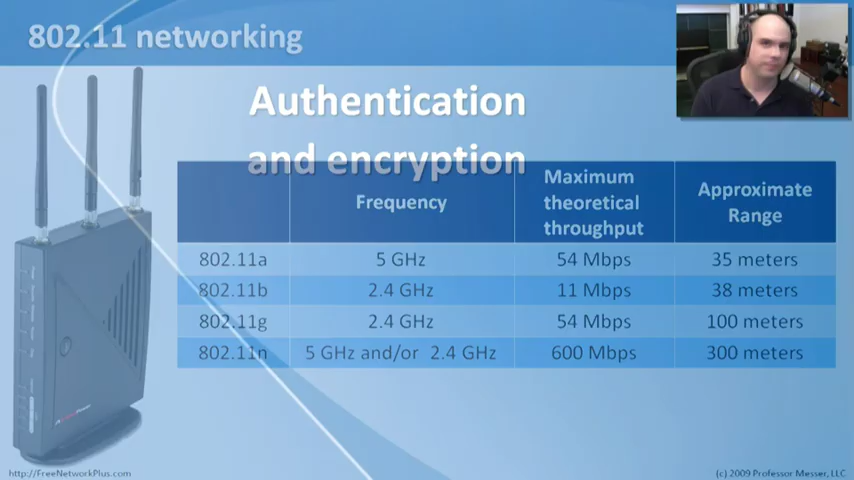 802.11 networking
Authentication
and encryption
Frequency
Maximum
theoretical
throughput
Approximate
Range
802.11a 5 GHz 54 Mbps 35 meters
802.11b 2.4 GHz 11 Mbps 38 meters
802.11g 2.4 GHz 54 Mbps 100 meters
802.11n 5 GHz and/or 2.4 GHz 600 Mbps 300 meters
http://FreeNetworkPlus.com
(c) 2009 Professor Messer, LLC